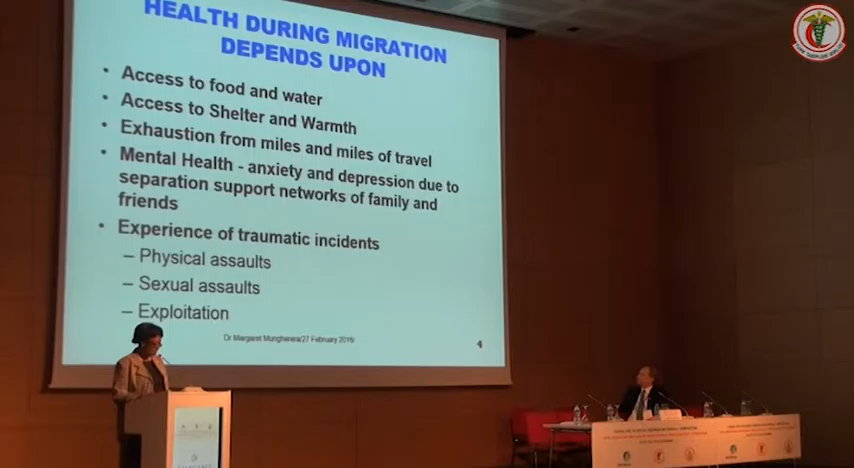 HEALTH DURING MIGRATION
DEPENDS UPON
• Access to food and water
• Access to Shelter and Warmth
• Exhaustion from miles and miles of travel
• Mental Health - anxiety and depression due to
separation support networks of family and
friends
• Experience of traumatic incidents
– Physical assaults
– Sexual assaults
– Exploitation
Dr Margaret Mungherera/27 February 2016/
4